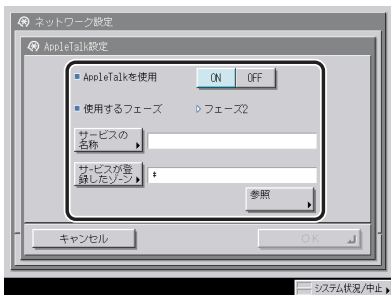 ネットワーク設定
AppleTalk設定
AppleTalkを使用
ON
OFF
使用するフェーズ
フェーズ2
サービスの
名称
サービスが登
録したゾーン
*
参照
キャンセル
OK
システム状況/中止